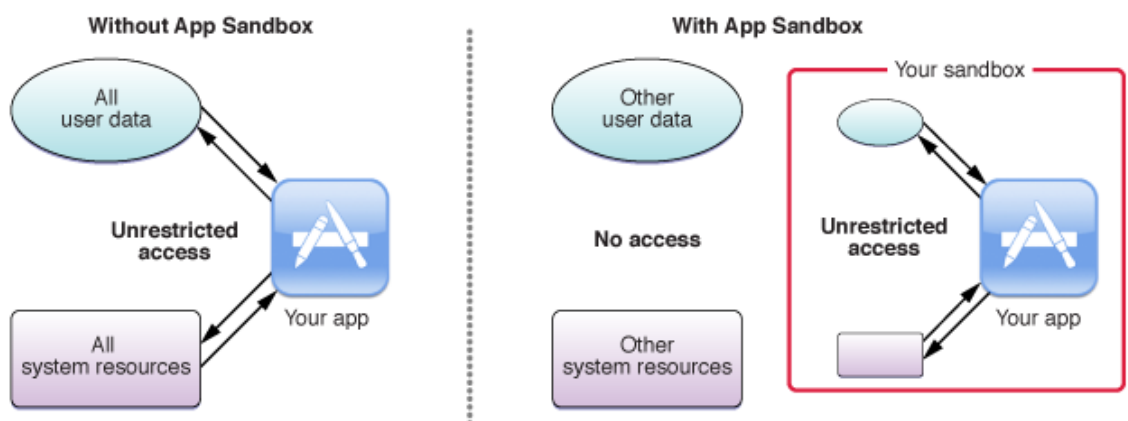 Without App Sandbox
All
user data
Unrestricted
access
Your app
All
system resources
With App Sandbox
Other
user data
No access
Other
system resources
Your sandbox
Unrestricted
access
Your app